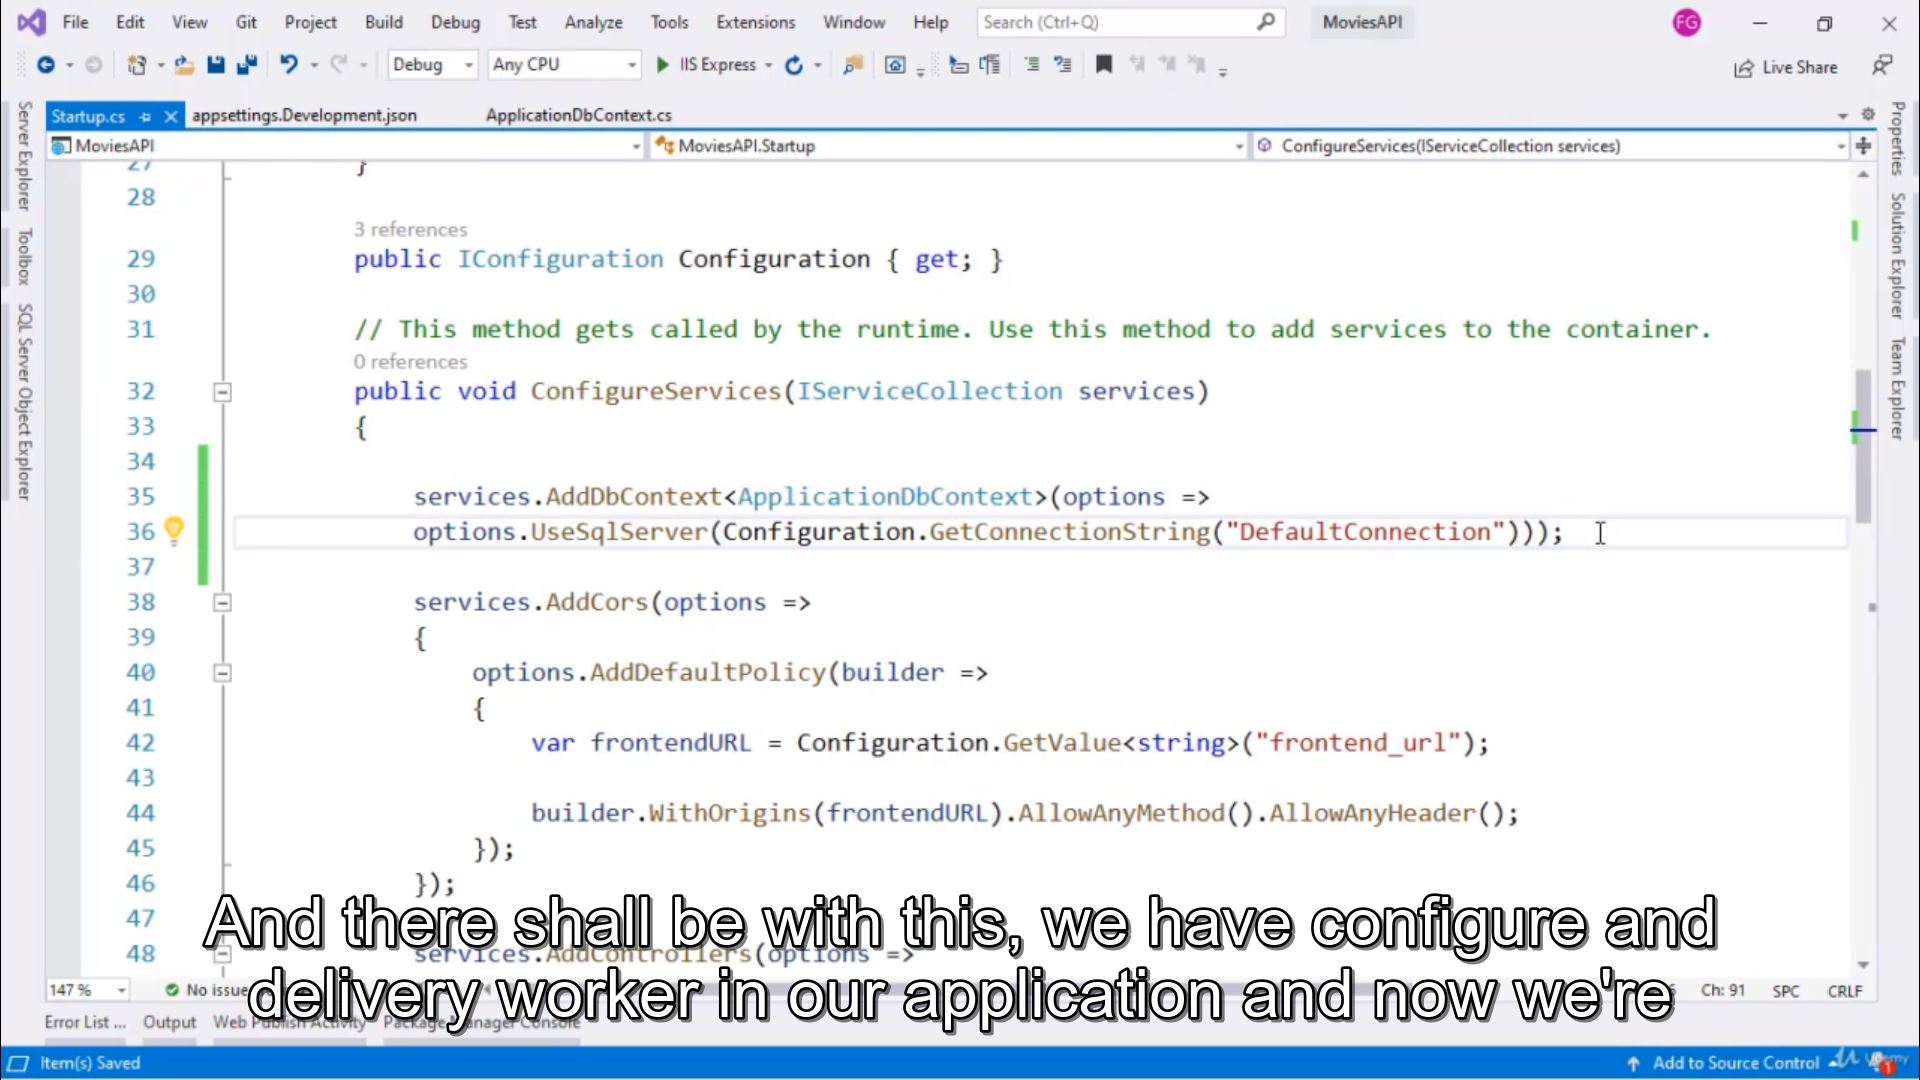 File Edit View Git Project Build Debug Test Analyze Tools Extensions Window Help Search (Ctrl+Q) MoviesAPI FG
Debug Any CPU IIS Express Live Share
Startup.cs appsettings.Development.json ApplicationDbContext.cs
MoviesAPI MoviesAPI.Startup ConfigureServices(IServiceCollection services)
Server Explorer
Toolbox
SQL Server Object Explorer
Properties
Solution Explorer
Team Explorer
27 }
28
3 references
29 public IConfiguration Configuration { get; }
30
31 // This method gets called by the runtime. Use this method to add services to the container.
0 references
32 public void ConfigureServices(IServiceCollection services)
33 {
34
35 services.AddDbContext<ApplicationDbContext>(options =>
36 options.UseSqlServer(Configuration.GetConnectionString("DefaultConnection")));
37
38 services.AddCors(options =>
39 {
40 options.AddDefaultPolicy(builder =>
41 {
42 var frontendURL = Configuration.GetValue<string>("frontend_url");
43
44 builder.WithOrigins(frontendURL).AllowAnyMethod().AllowAnyHeader();
45 });
46 });
47
48 services.AddControllers(options =>
And there shall be with this, we have configure and
delivery worker in our application and now we're
147 % Ch: 91 SPC CRLF
Error List ... Output Web Publish Activity Package Manager Console
Item(s) Saved Add to Source Control 1